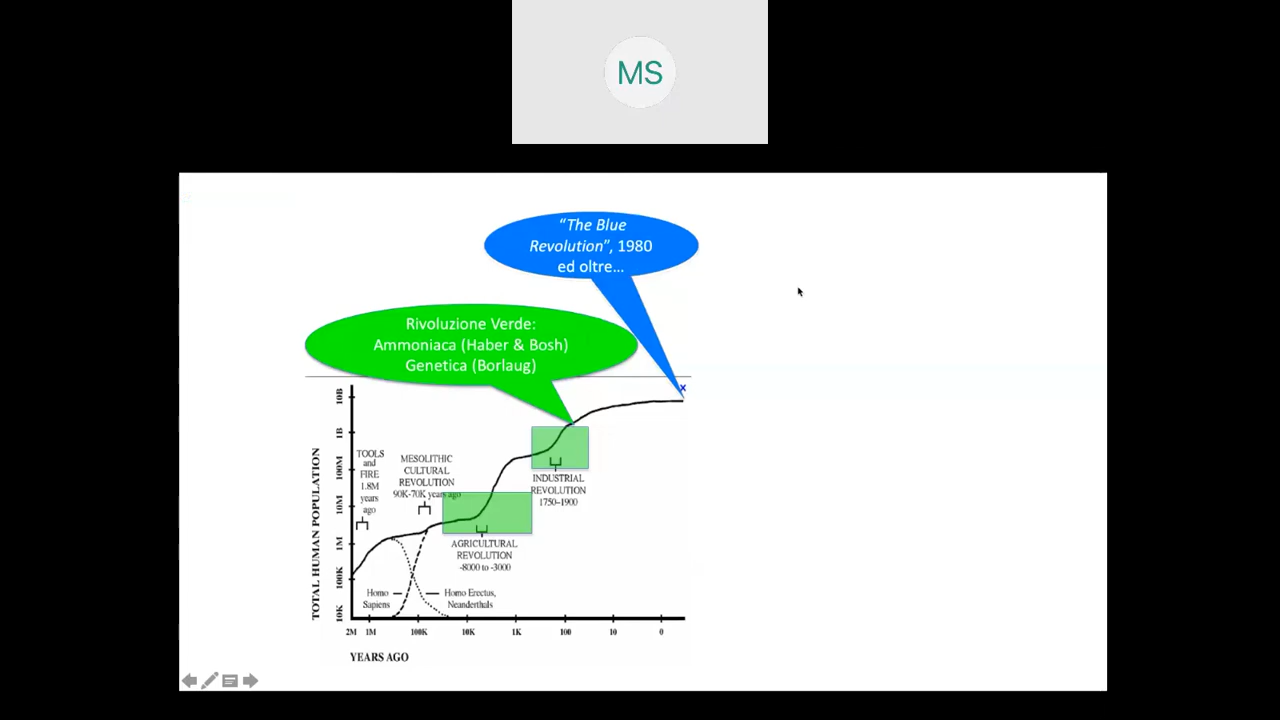 MS
“The Blue
Revolution”, 1980
ed oltre...
Rivoluzione Verde:
Ammoniaca (Haber & Bosh)
Genetica (Borlaug)
x
TOTAL HUMAN POPULATION
10B
1B
100M
10M
1M
100K
10K
TOOLS
and
FIRE
1.8M
years
ago
MESOLITHIC
CULTURAL
REVOLUTION
90K-70K years ago
INDUSTRIAL
REVOLUTION
1750–1900
AGRICULTURAL
REVOLUTION
-8000 to -3000
Homo
Sapiens
Homo Erectus,
Neanderthals
2M 1M 100K 10K 1K 100 10 0
YEARS AGO